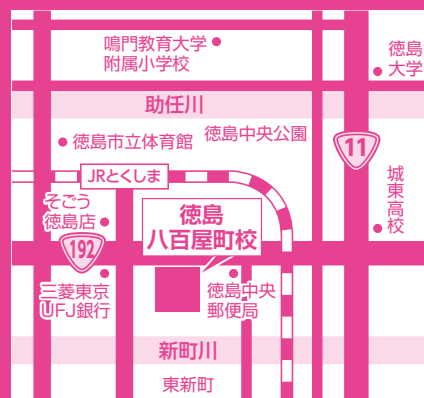 鳴門教育大学
附属小学校
徳島
大学
助任川
徳島市立体育館
徳島中央公園
11
JRとくしま
城東高校
そごう
徳島店
徳島
八百屋町校
192
三菱東京
UFJ銀行
徳島中央
郵便局
新町川
東新町